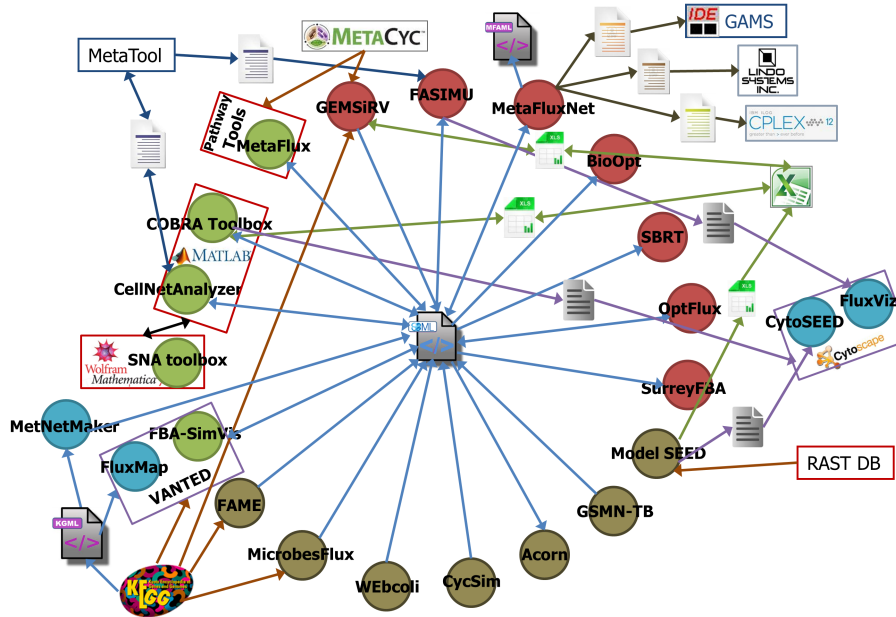 MFAML
</>
IDE
GAMS
METACYC™
MetaTool
LINDO
SYSTEMS
INC.
FASIMU
GEMSiRV
MetaFluxNet
CPLEX 12
Pathway
Tools
MetaFlux
XLS
BioOpt
COBRA Toolbox
XLS
MATLAB
SBRT
CellNetAnalyzer
XLS
OptFlux
FluxViz
CytoSEED
Cytoscape
SBML
</>
Wolfram
Mathematica
SNA toolbox
SurreyFBA
MetNetMaker
FBA-SimVis
FluxMap
VANTED
Model SEED
RAST DB
KGML
</>
FAME
GSMN-TB
MicrobesFlux
Acorn
WEbcoli
CycSim
KEGG